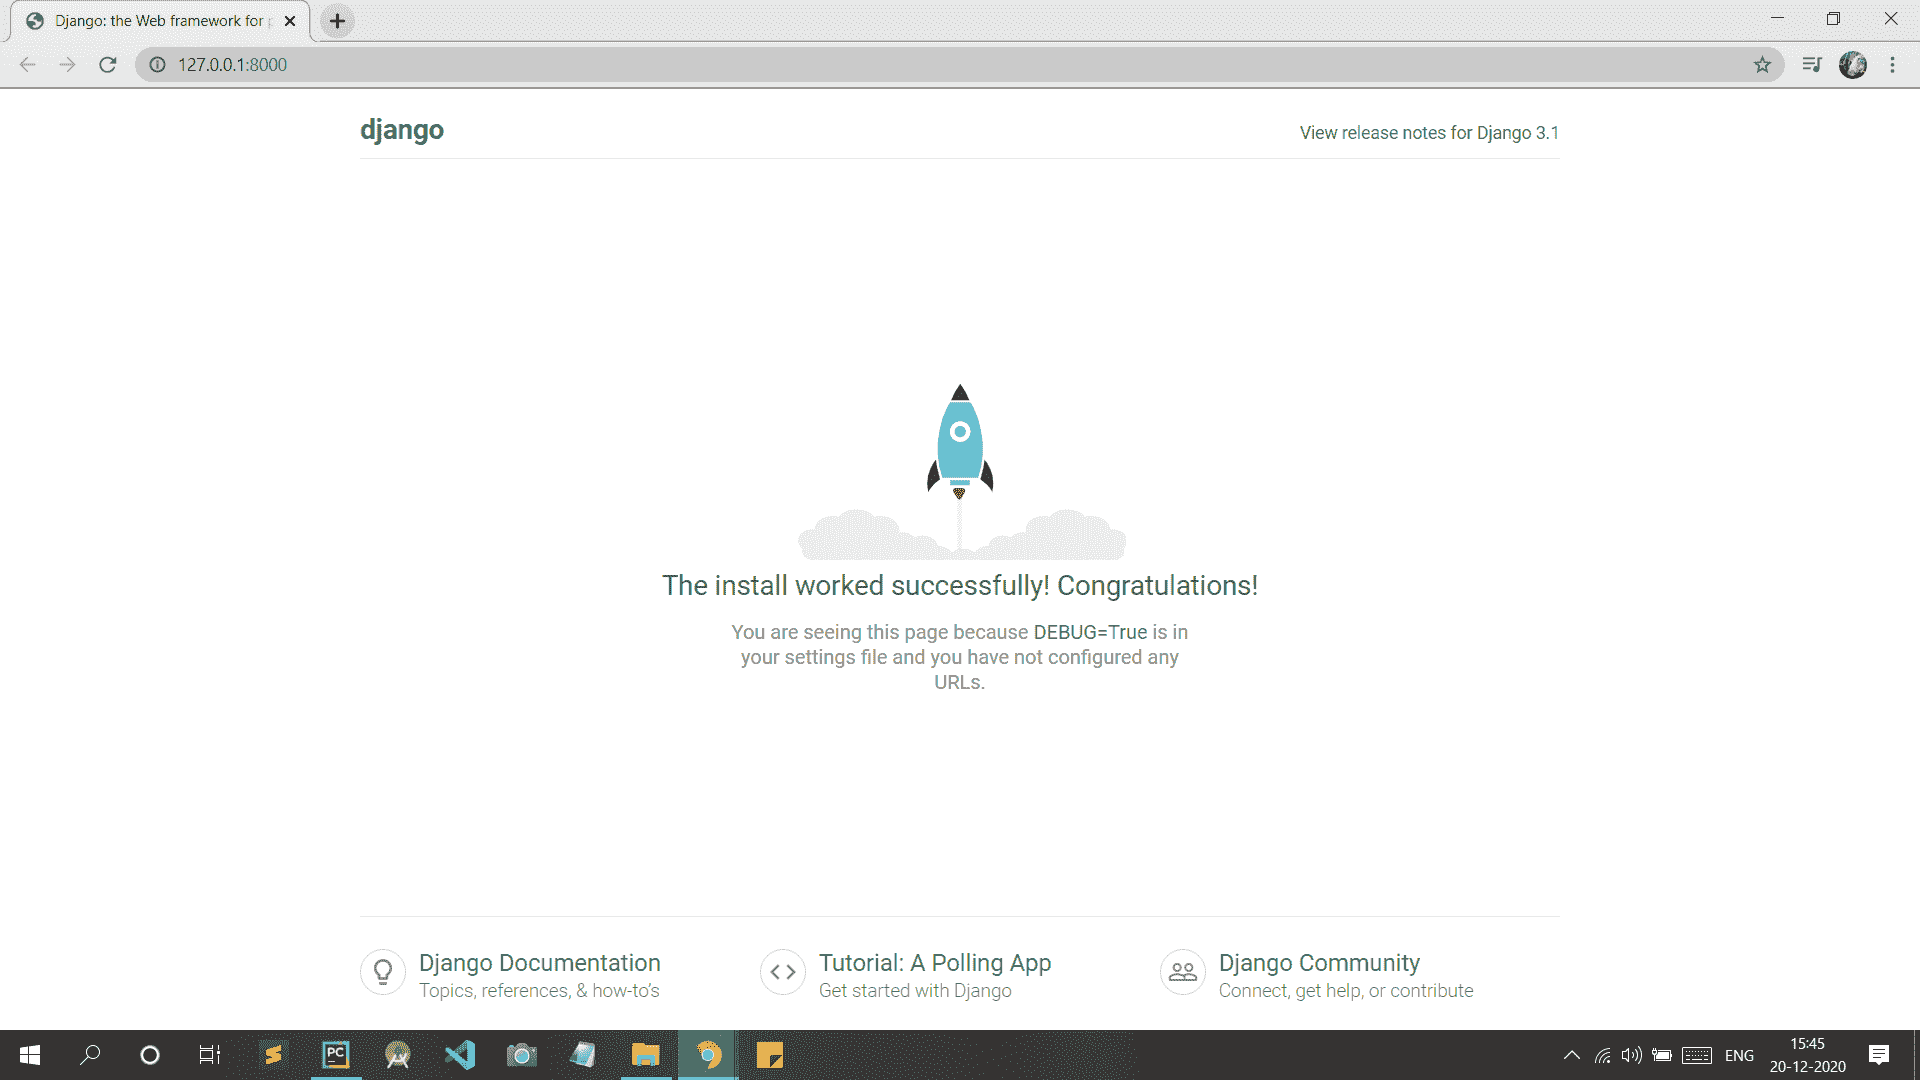 Django: the Web framework for
127.0.0.1:8000
django
View release notes for Django 3.1
The install worked successfully! Congratulations!
You are seeing this page because DEBUG=True is in
your settings file and you have not configured any
URLs.
Django Documentation
Topics, references, & how-to's
Tutorial: A Polling App
Get started with Django
Django Community
Connect, get help, or contribute
PC
ENG
15:45
20-12-2020